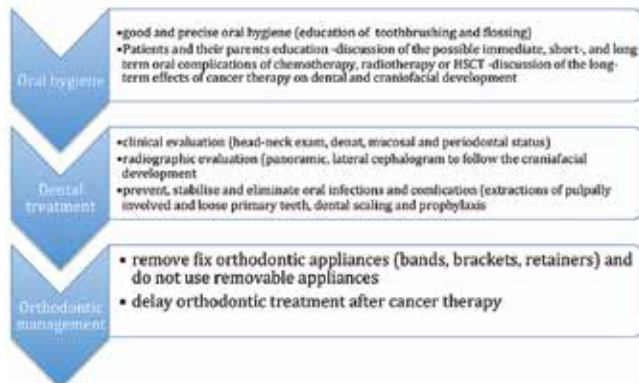 Oral hygiene
•good and precise oral hygiene (education of toothbrushing and flossing)
•Patients and their parents education -discussion of the possible immediate, short-, and long-
term oral complications of chemotherapy, radiotherapy or HSCT -discussion of the long-
term effects of cancer therapy on dental and craniofacial development
Dental
treatment
•clinical evaluation (head-neck exam, denat, mucosal and periodontal status)
•radiographic evaluation (panoramic, lateral cephalogram to follow the craniofacial
development
•prevent, stabilise and eliminate oral infections and comlication (extractions of pulpally
involved and loose primary teeth, dental scaling and prophylaxis
Orthodontic
management
• remove fix orthodontic appliances (bands, brackets, retainers) and
do not use removable appliances
• delay orthodontic treatment after cancer therapy